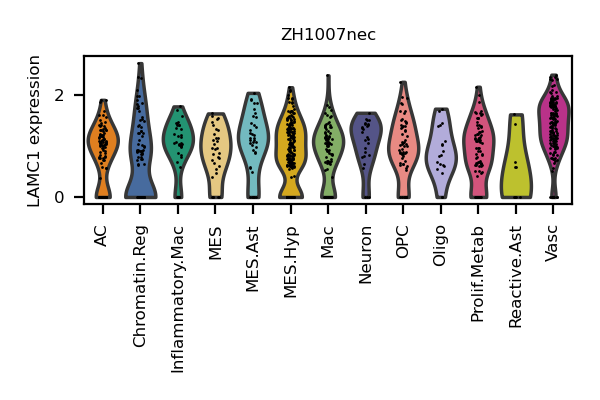 ZH1007nec
LAMC1 expression
2
0
AC
Chromatin.Reg
Inflammatory.Mac
MES
MES.Ast
MES.Hyp
Mac
Neuron
OPC
Oligo
Prolif.Metab
Reactive.Ast
Vasc